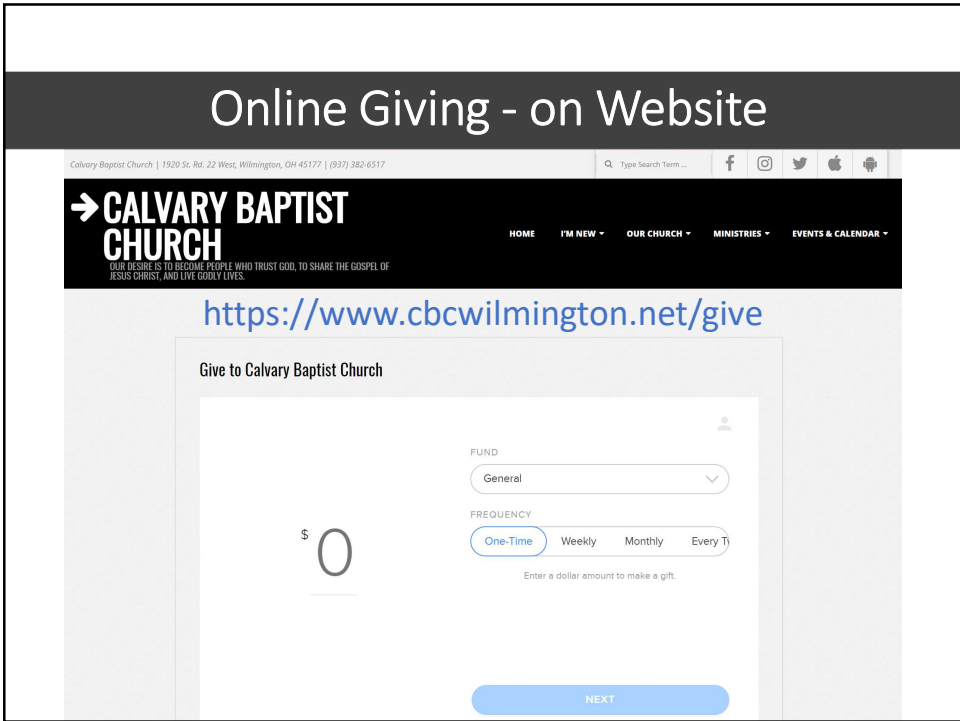 Online Giving - on Website
Calvary Baptist Church | 1920 St. Rd. 22 West, Wilmington, OH 45177 | (937) 382-6517
Type Search Term ...
CALVARY BAPTIST
CHURCH
OUR DESIRE IS TO BECOME PEOPLE WHO TRUST GOD, TO SHARE THE GOSPEL OF
JESUS CHRIST, AND LIVE GODLY LIVES.
HOME I'M NEW OUR CHURCH MINISTRIES EVENTS & CALENDAR
https://www.cbcwilmington.net/give
Give to Calvary Baptist Church
FUND
General
FREQUENCY
One-Time Weekly Monthly Every
$ 0
Enter a dollar amount to make a gift.
NEXT